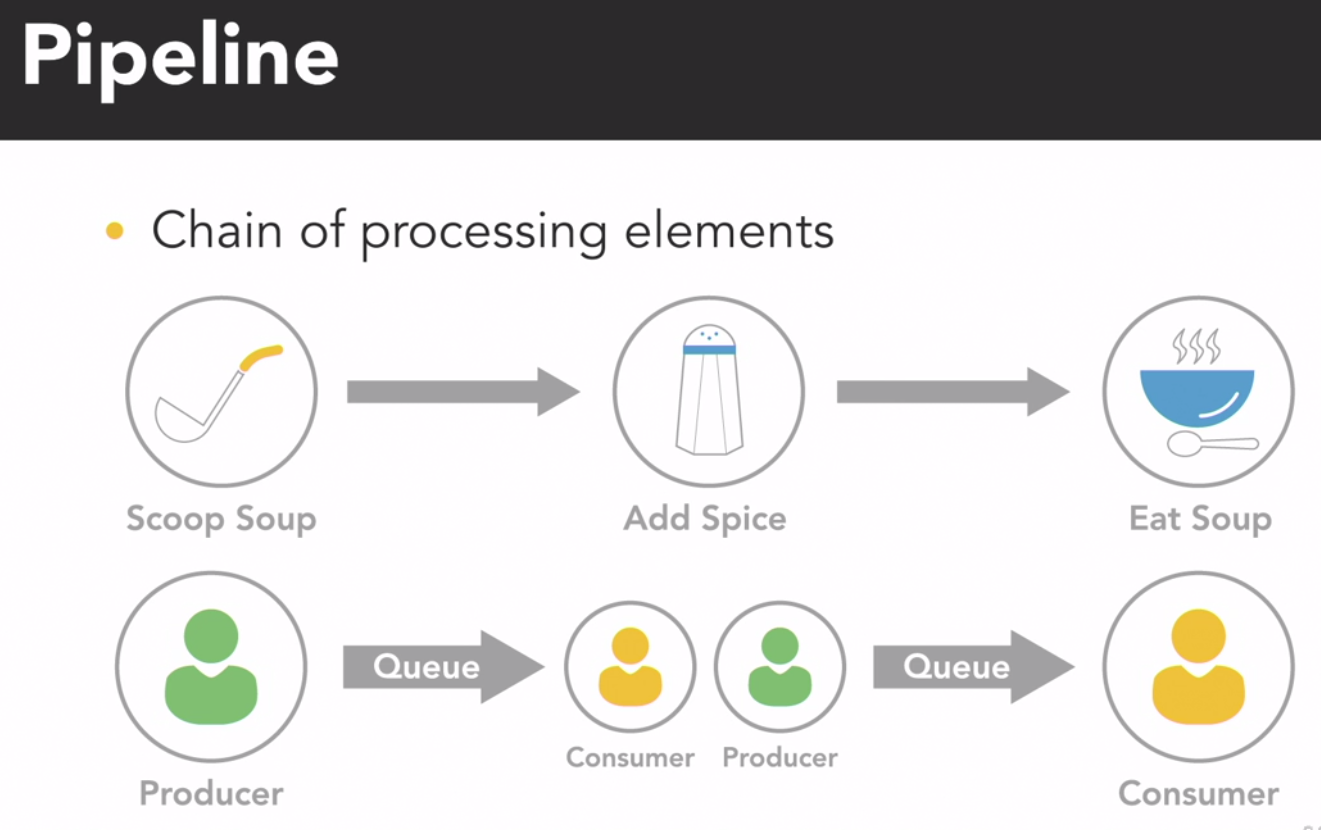 Pipeline
Chain of processing elements
Scoop Soup
Add Spice
Eat Soup
Queue
Queue
Consumer
Producer
Producer
Consumer